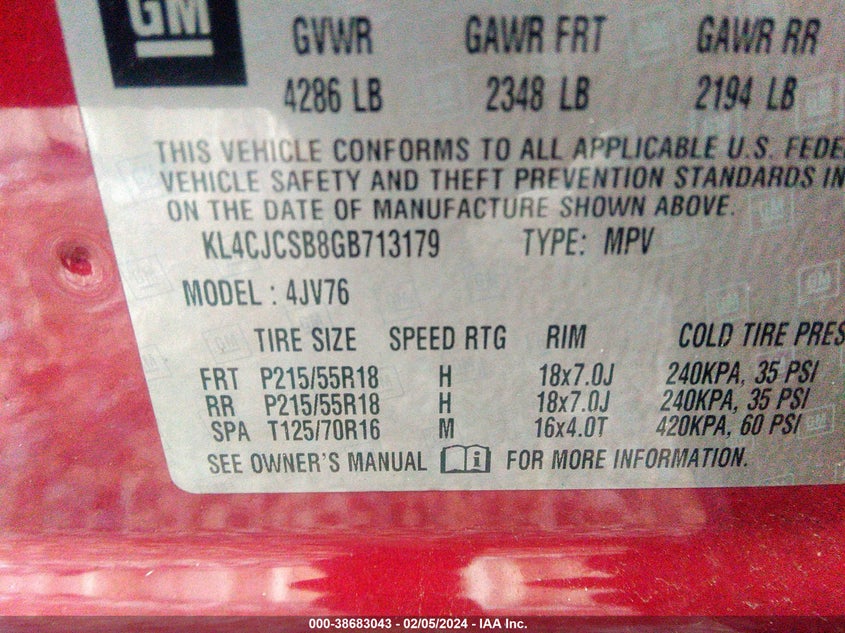 GM
GVWR GAWR FRT GAWR RR
4286 LB 2348 LB 2194 LB
THIS VEHICLE CONFORMS TO ALL APPLICABLE U.S. FEDE
VEHICLE SAFETY AND THEFT PREVENTION STANDARDS IN
ON THE DATE OF MANUFACTURE SHOWN ABOVE.
KL4CJCSB8GB713179 TYPE: MPV
MODEL : 4JV76
TIRE SIZE SPEED RTG RIM COLD TIRE PRES
FRT P215/55R18 H 18x7.0J 240KPA, 35 PSI
RR P215/55R18 H 18x7.0J 240KPA, 35 PSI
SPA T125/70R16 M 16x4.0T 420KPA, 60 PSI
SEE OWNER'S MANUAL i FOR MORE INFORMATION.
000-38683043 - 02/05/2024 - IAA Inc.